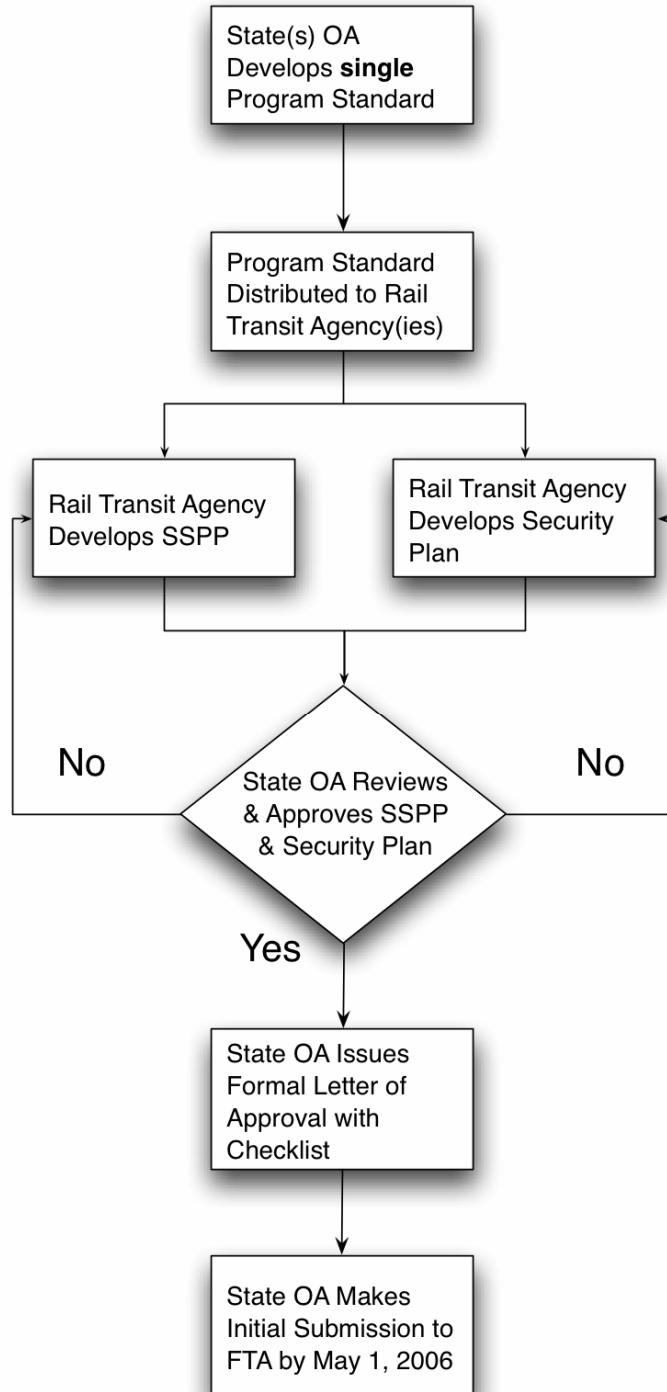 State(s) OA
Develops single
Program Standard
Program Standard
Distributed to Rail
Transit Agency(ies)
Rail Transit Agency
Develops SSPP
Rail Transit Agency
Develops Security
Plan
No
State OA Reviews
& Approves SSPP
& Security Plan
No
Yes
State OA Issues
Formal Letter of
Approval with
Checklist
State OA Makes
Initial Submission to
FTA by May 1, 2006